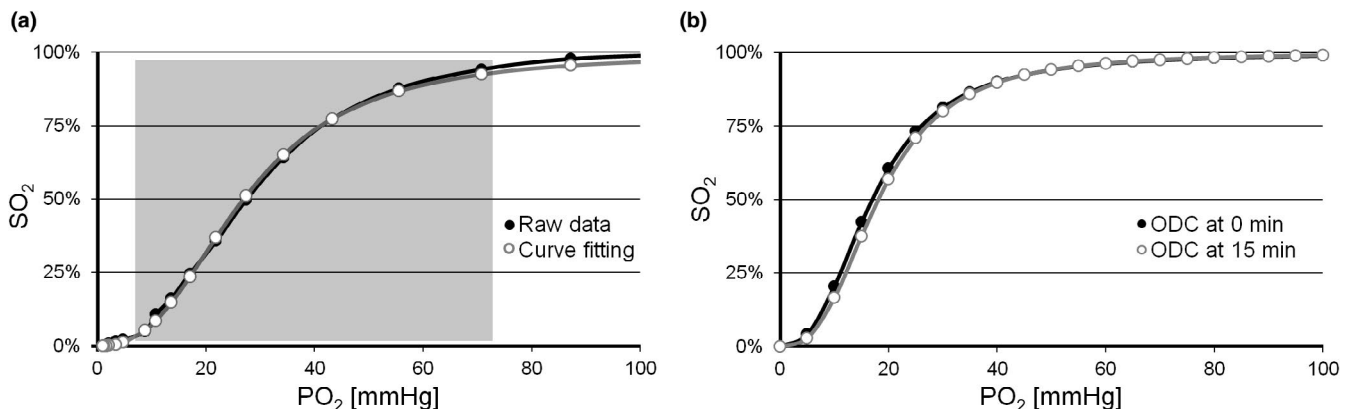 (a)
100%
75%
50%
25%
0%
SO2
0 20 40 60 80 100
PO2 [mmHg]
Raw data
Curve fitting
(b)
100%
75%
50%
25%
0%
SO2
0 20 40 60 80 100
PO2 [mmHg]
ODC at 0 min
ODC at 15 min